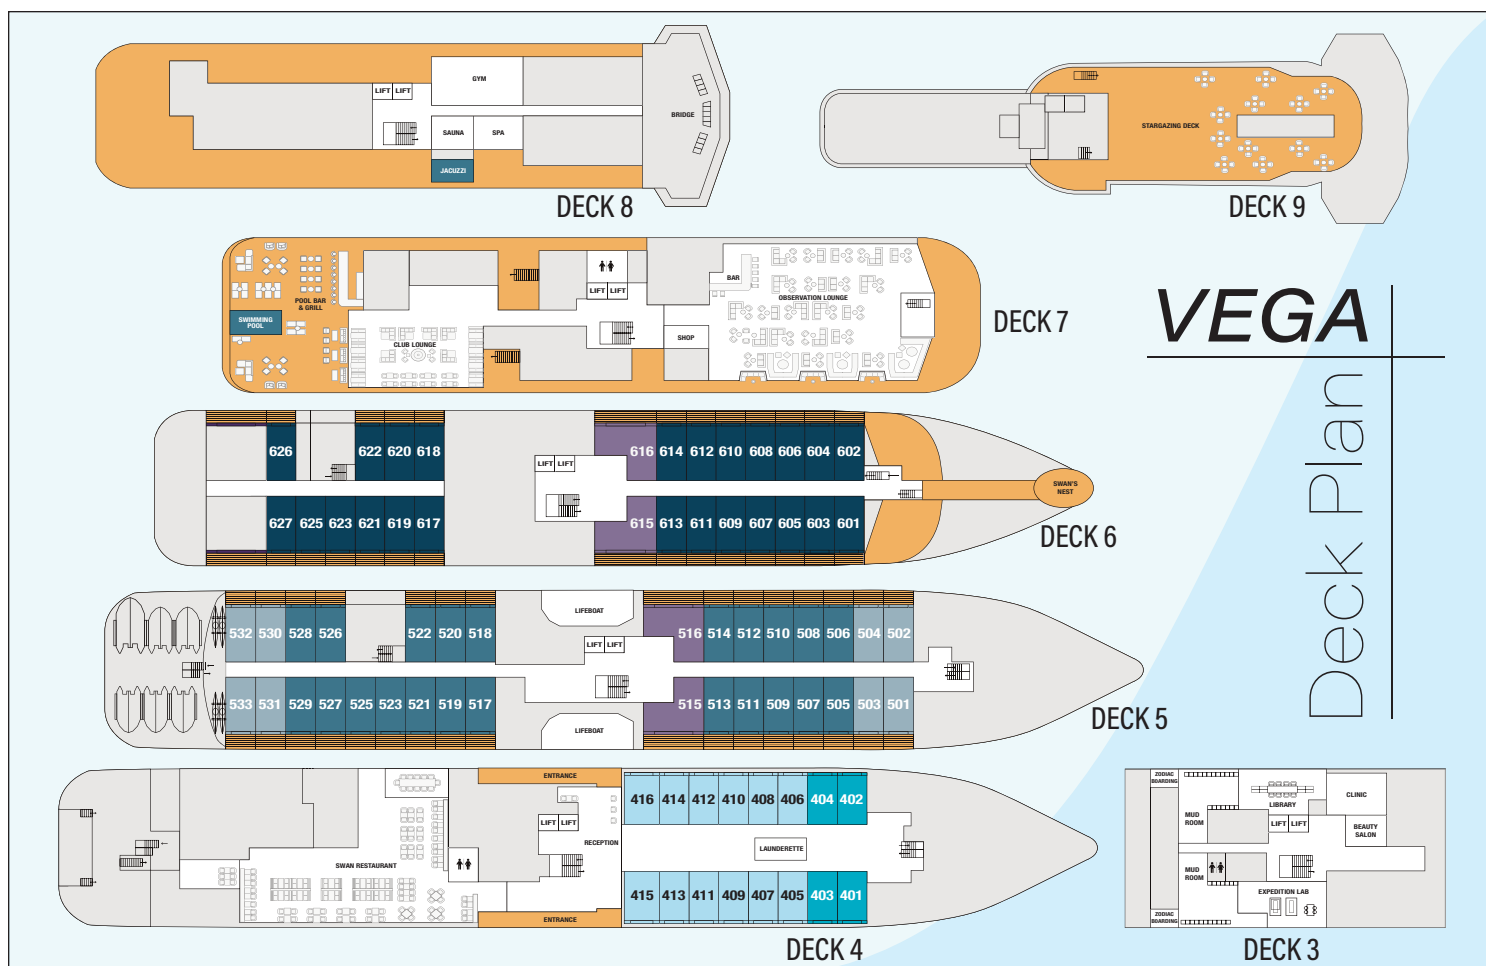 GYM
LIFT LIFT
SAUNA SPA
JACUZZI
BRIDGE
DECK 8
STARGAZING DECK
DECK 9
POOL BAR
& GRILL
SWIMMING
POOL
CLUB LOUNGE
LIFT LIFT
SHOP
BAR
OBSERVATION LOUNGE
DECK 7
VEGA
Deck Plan
626 622 620 618 616 614 612 610 608 606 604 602
LIFT LIFT
627 625 623 621 619 617 615 613 611 609 607 605 603 601
SWAN'S
NEST
DECK 6
LIFEBOAT
532 530 528 526 522 520 518 516 514 512 510 508 506 504 502
LIFT LIFT
533 531 529 527 525 523 521 519 517 515 513 511 509 507 505 503 501
LIFEBOAT
DECK 5
ENTRANCE
416 414 412 410 408 406 404 402
LIFT LIFT
RECEPTION
LAUNDERETTE
SWAN RESTAURANT
415 413 411 409 407 405 403 401
ENTRANCE
DECK 4
ZODIAC
BOARDING
MUD
ROOM
LIBRARY
CLINIC
LIFT LIFT
BEAUTY
SALON
MUD
ROOM
EXPEDITION LAB
ZODIAC
BOARDING
DECK 3